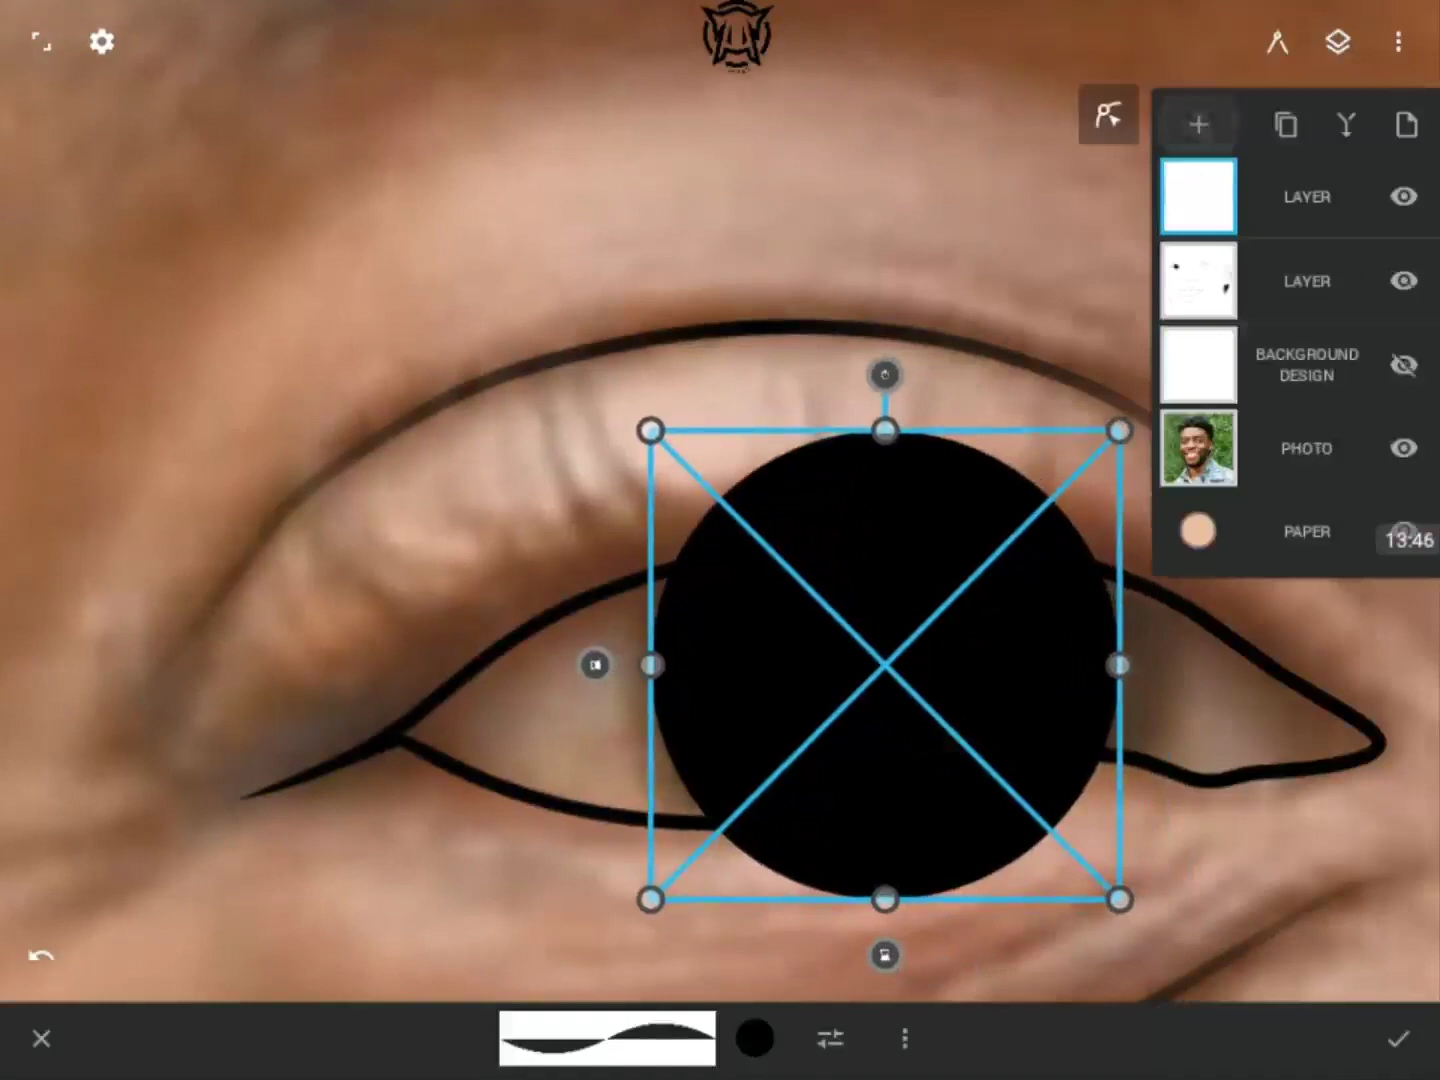 LAYER
LAYER
BACKGROUND
DESIGN
PHOTO
PAPER
13:46